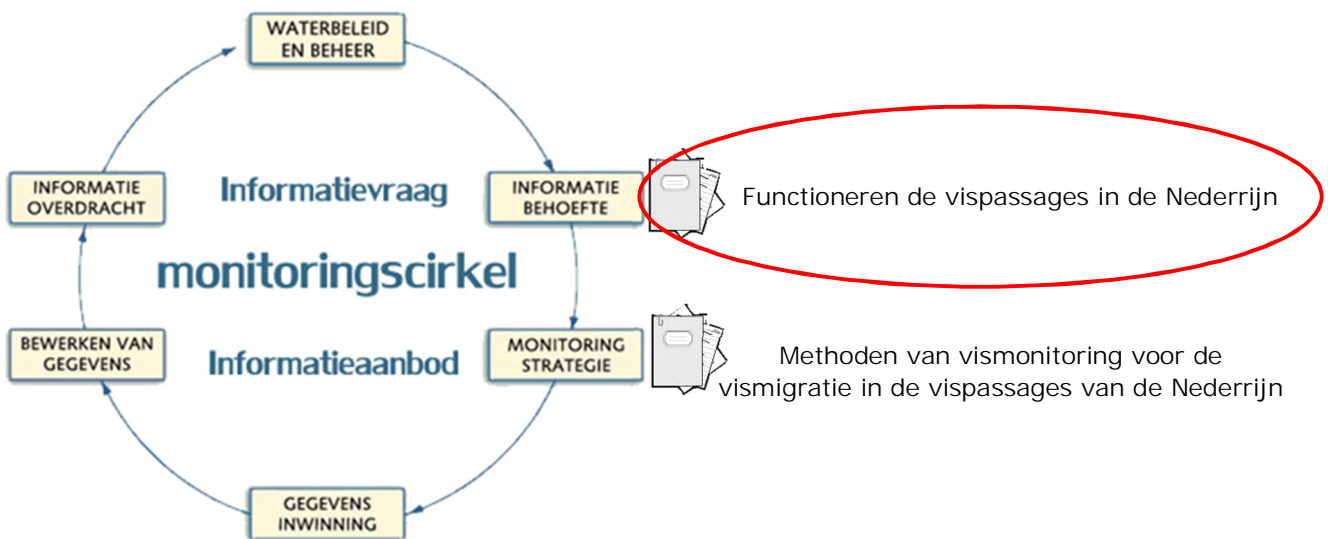 WATERBELEID
EN BEHEER
INFORMATIE
OVERDRACHT
Informatievraag
INFORMATIE
BEHOEFTE
Functioneren de vispassages in de Nederrijn
monitoringscirkel
BEWERKEN VAN
GEGEVENS
Informatieaanbod
MONITORING
STRATEGIE
Methoden van vismonitoring voor de
vismigratie in de vispassages van de Nederrijn
GEGEVENS
INWINNING